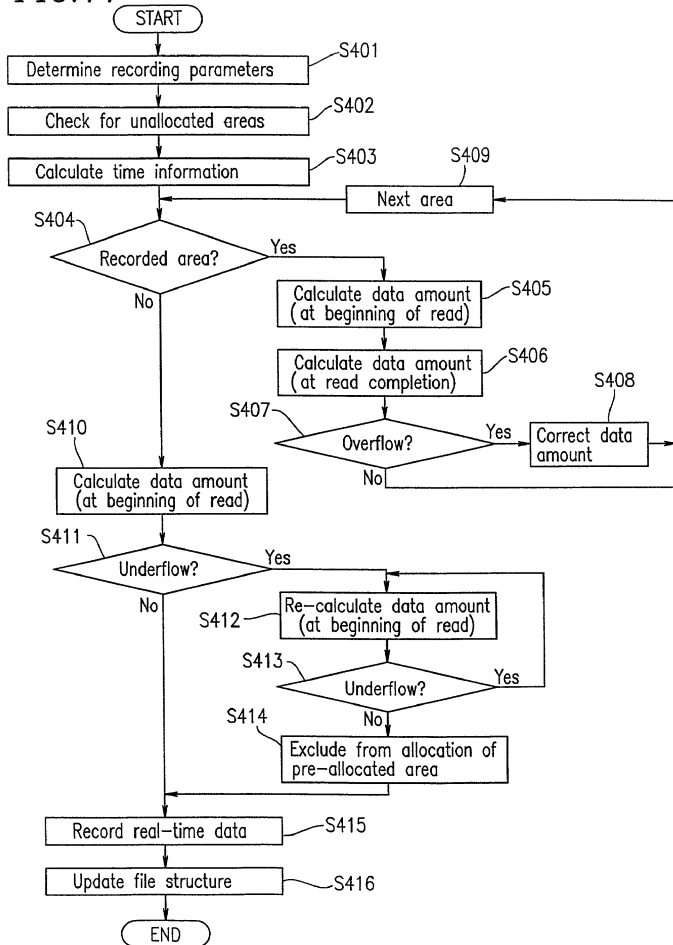 START
S401
Determine recording parameters
S402
Check for unallocated areas
S403
Calculate time information
S409
Next area
S404
Recorded area?
Yes
No
S405
Calculate data amount
(at beginning of read)
S406
Calculate data amount
(at read completion)
S407
Overflow?
Yes
No
S408
Correct data
amount
S410
Calculate data amount
(at beginning of read)
S411
Underflow?
Yes
No
S412
Re-calculate data amount
(at beginning of read)
S413
Underflow?
Yes
No
S414
Exclude from allocation of
pre-allocated area
Record real-time data
S415
Update file structure
S416
END